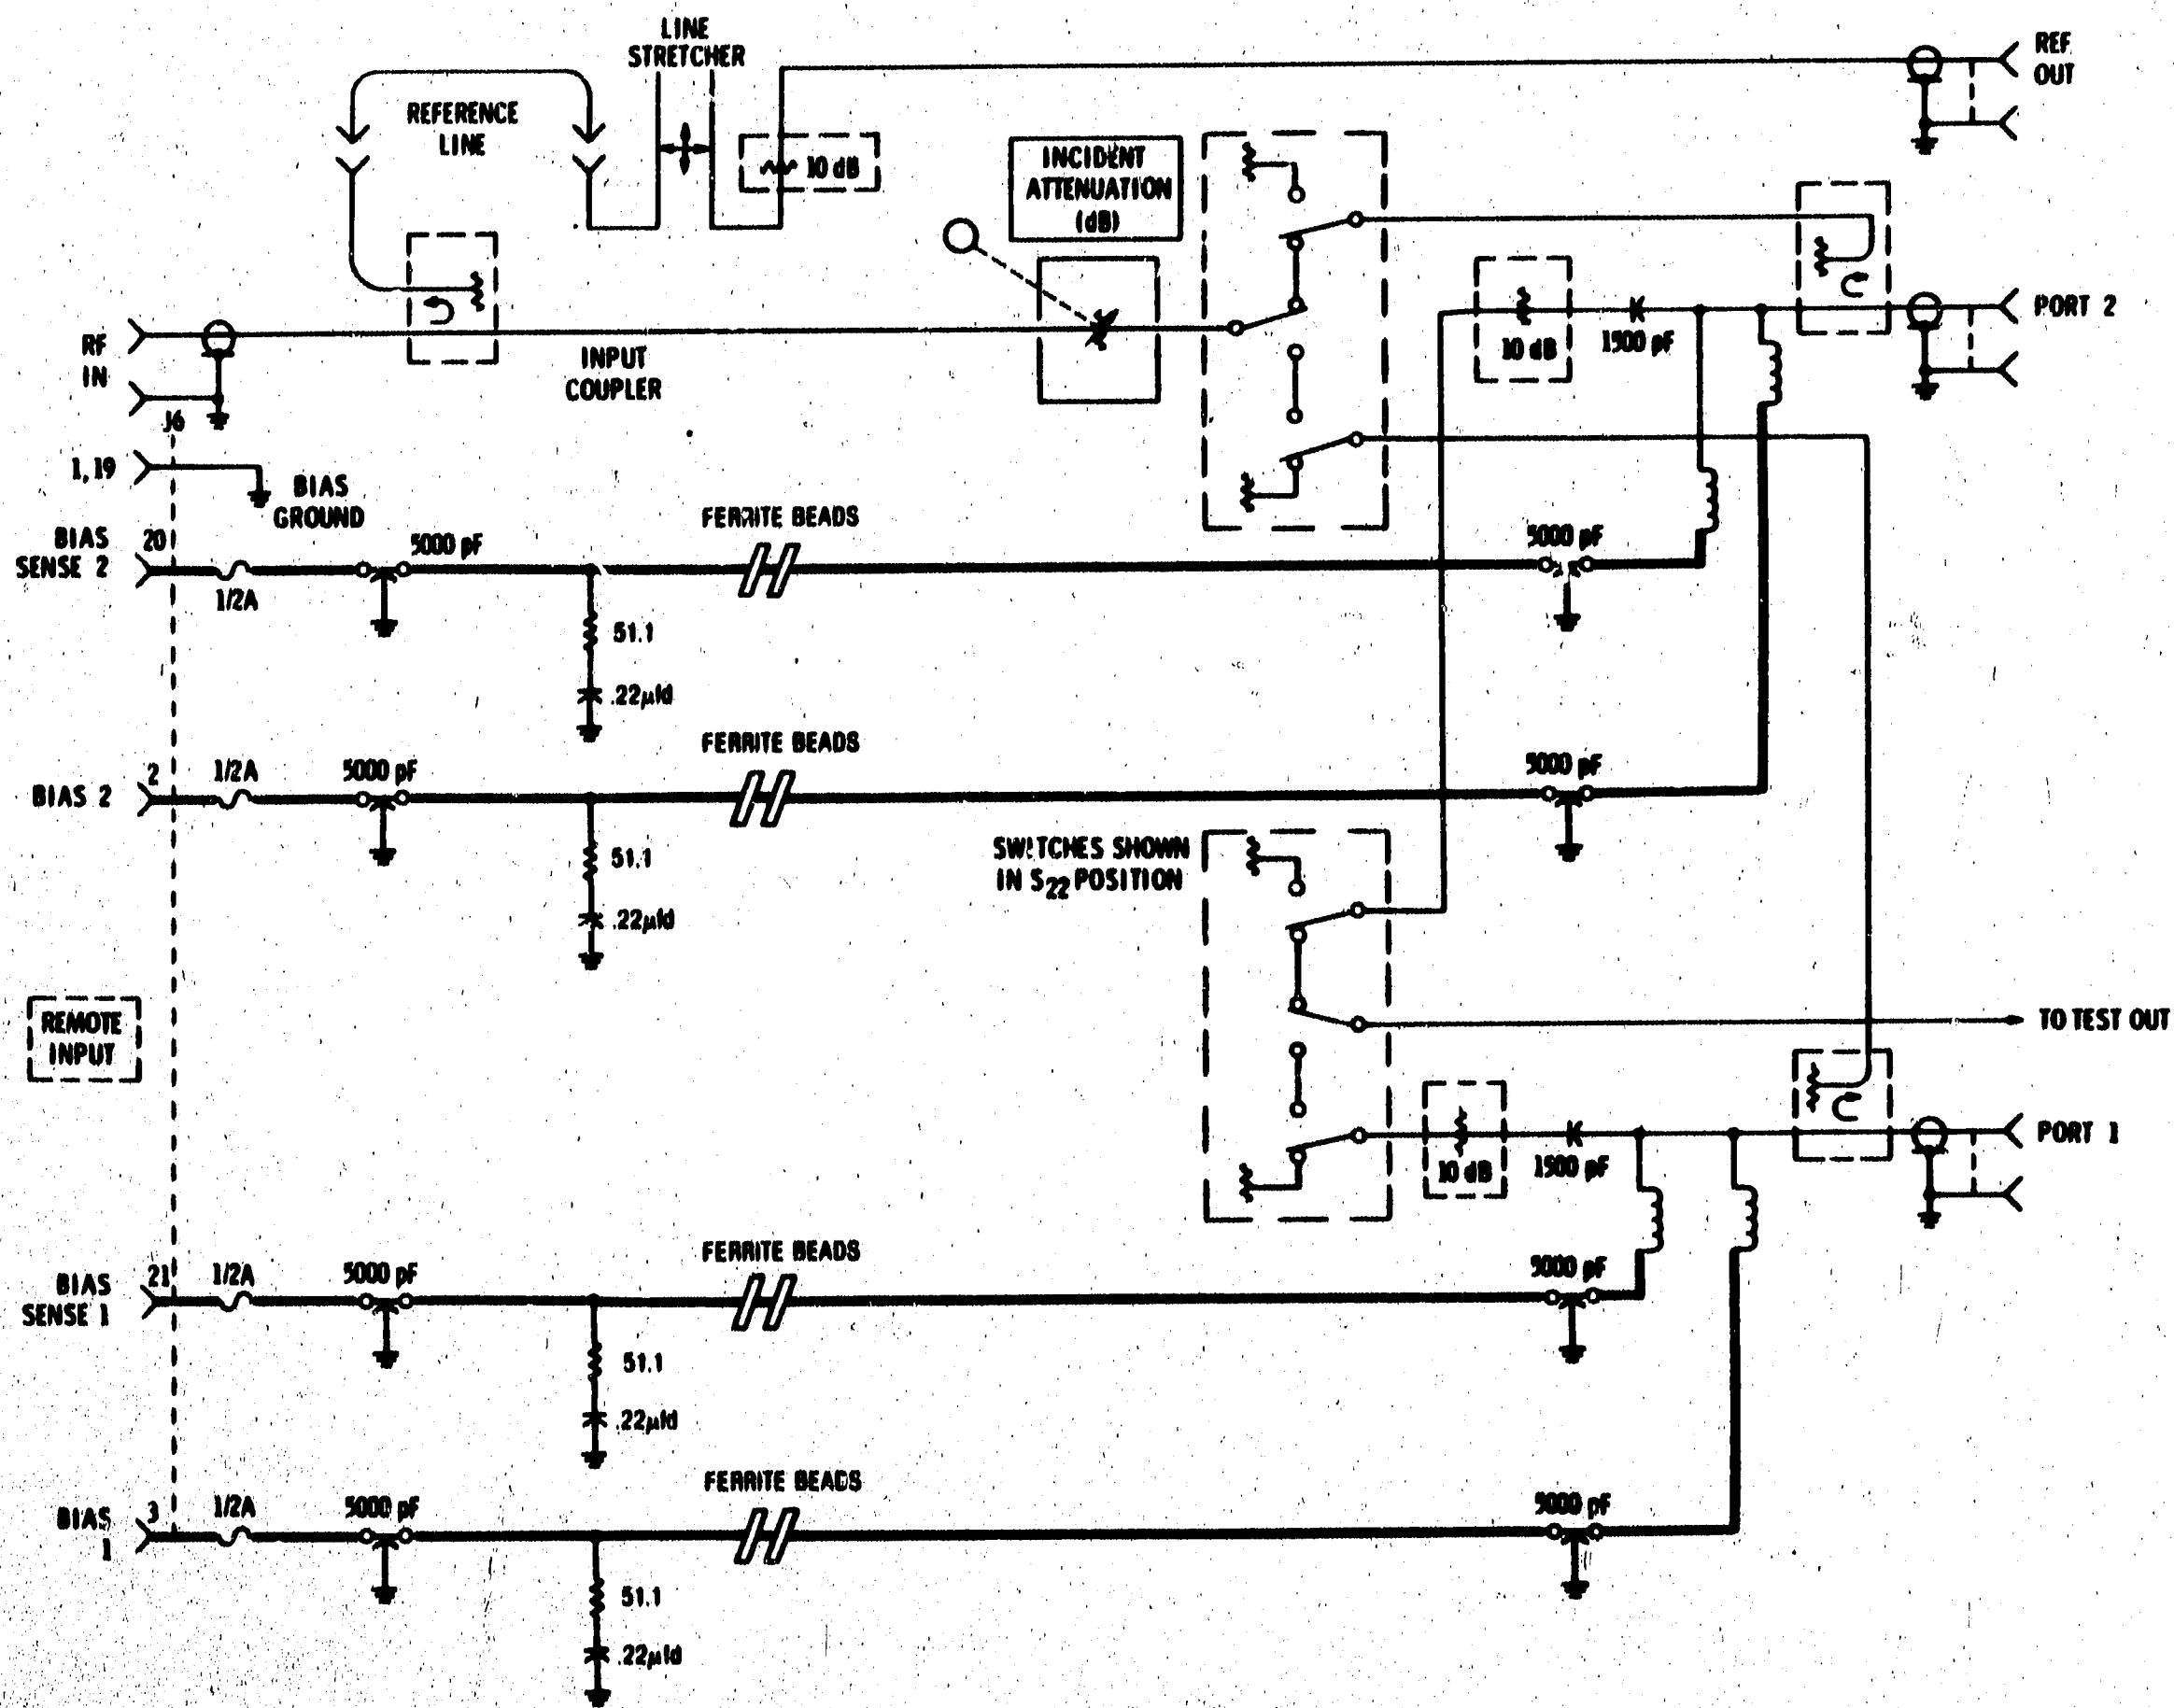 LINE
STRETCHER
REF
OUT
REFERENCE
LINE
10 dB
INCIDENT
ATTENUATION
(dB)
PORT 2
RF
IN
INPUT
COUPLER
10 dB
1500 pF
J6
1, 19
BIAS
GROUND
BIAS
SENSE 2
20
1/2A
5000 pF
FERRITE BEADS
5000 pF
51.1
.22μfd
BIAS 2
2
1/2A
5000 pF
FERRITE BEADS
5000 pF
51.1
.22μfd
SWITCHES SHOWN
IN S22 POSITION
REMOTE
INPUT
TO TEST OUT
10 dB
1500 pF
PORT 1
BIAS
SENSE 1
21
1/2A
5000 pF
FERRITE BEADS
5000 pF
51.1
.22μfd
BIAS
1
3
1/2A
5000 pF
FERRITE BEADS
5000 pF
51.1
.22μfd